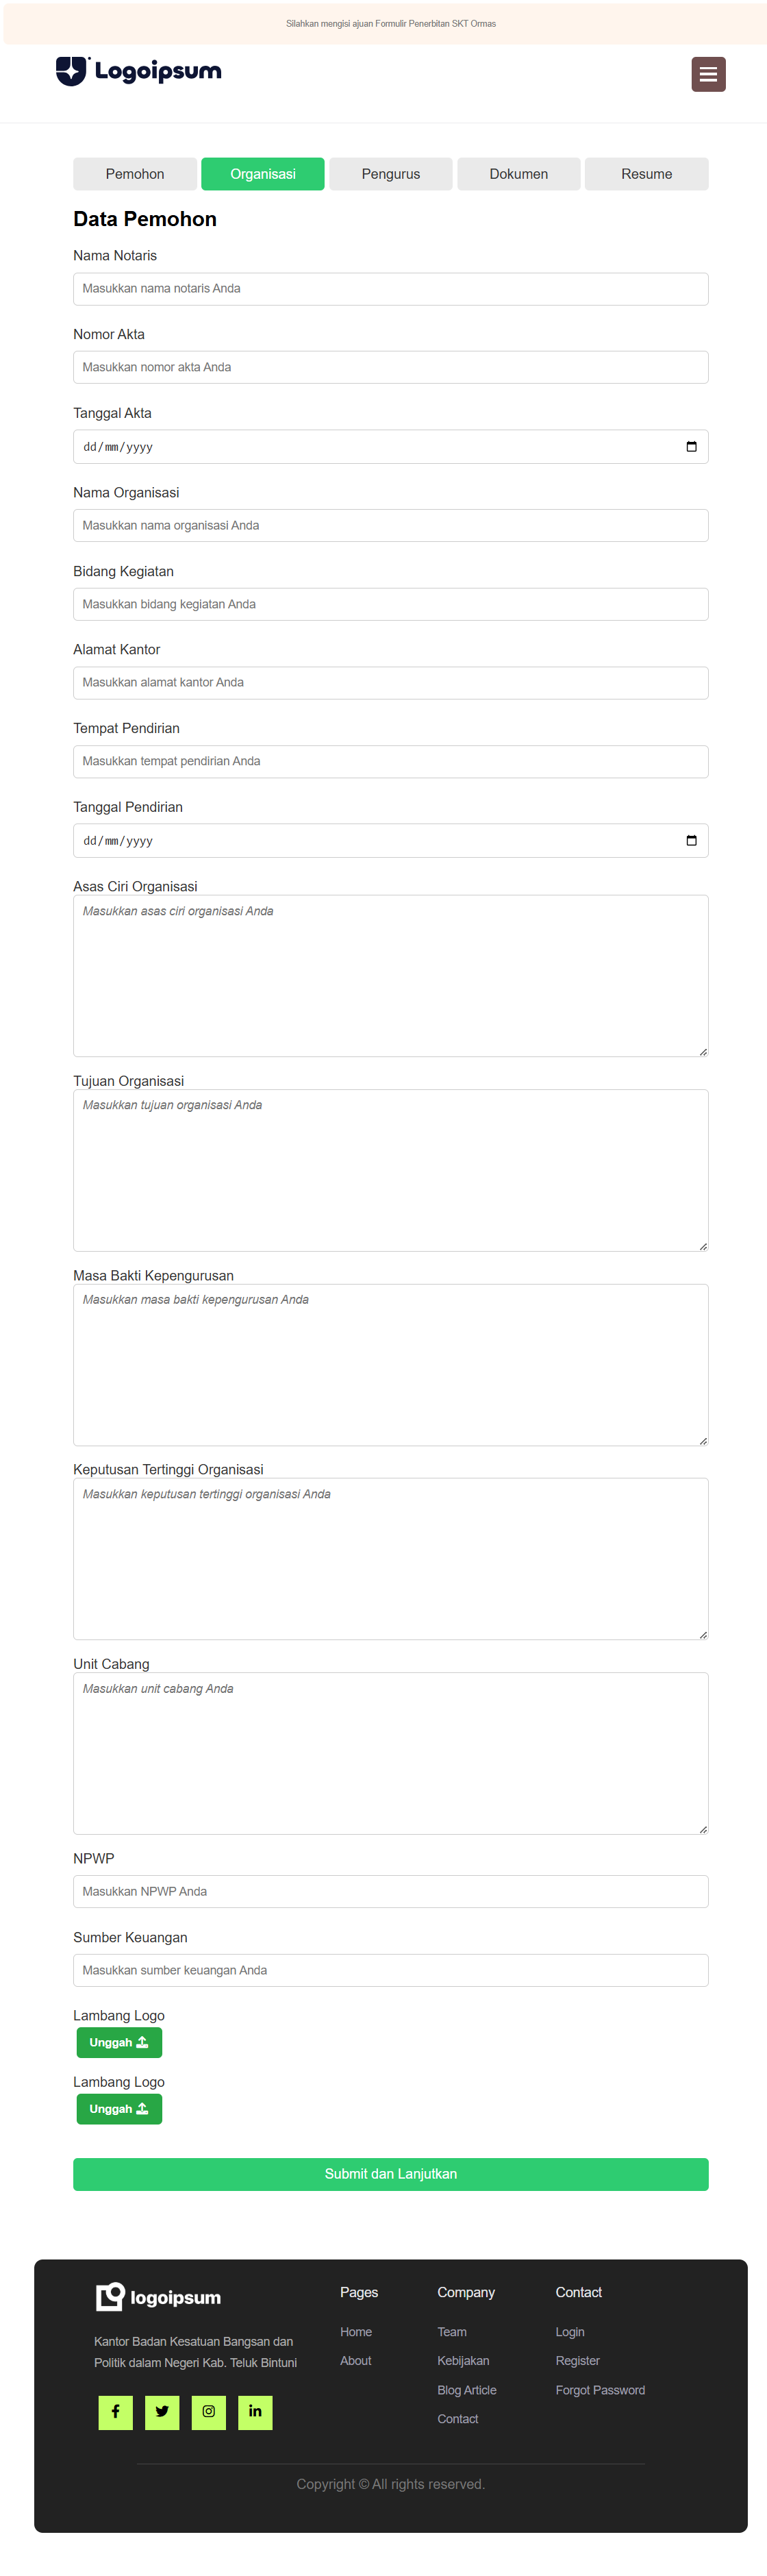 Silahkan mengisi ajuan Formulir Penerbitan SKT Ormas
Logoipsum
Pemohon
Organisasi
Pengurus
Dokumen
Resume
Data Pemohon
Nama Notaris
Masukkan nama notaris Anda
Nomor Akta
Masukkan nomor akta Anda
Tanggal Akta
dd/mm/yyyy
Nama Organisasi
Masukkan nama organisasi Anda
Bidang Kegiatan
Masukkan bidang kegiatan Anda
Alamat Kantor
Masukkan alamat kantor Anda
Tempat Pendirian
Masukkan tempat pendirian Anda
Tanggal Pendirian
dd/mm/yyyy
Asas Ciri Organisasi
Masukkan asas ciri organisasi Anda
Tujuan Organisasi
Masukkan tujuan organisasi Anda
Masa Bakti Kepengurusan
Masukkan masa bakti kepengurusan Anda
Keputusan Tertinggi Organisasi
Masukkan keputusan tertinggi organisasi Anda
Unit Cabang
Masukkan unit cabang Anda
NPWP
Masukkan NPWP Anda
Sumber Keuangan
Masukkan sumber keuangan Anda
Lambang Logo
Unggah
Lambang Logo
Unggah
Submit dan Lanjutkan
logoipsum
Kantor Badan Kesatuan Bangsan dan
Politik dalam Negeri Kab. Teluk Bintuni
Pages
Home
About
Company
Team
Kebijakan
Blog Article
Contact
Contact
Login
Register
Forgot Password
Copyright © All rights reserved.